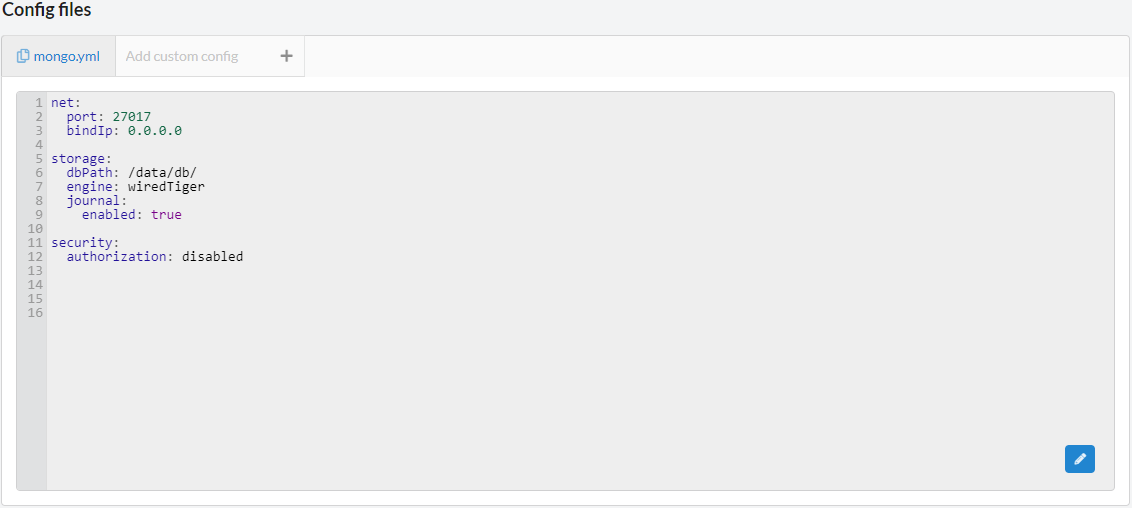 Config files
mongo.yml
Add custom config +
1 net:
2   port: 27017
3   bindIp: 0.0.0.0
4
5 storage:
6   dbPath: /data/db/
7   engine: wiredTiger
8   journal:
9     enabled: true
10
11 security:
12   authorization: disabled
13
14
15
16